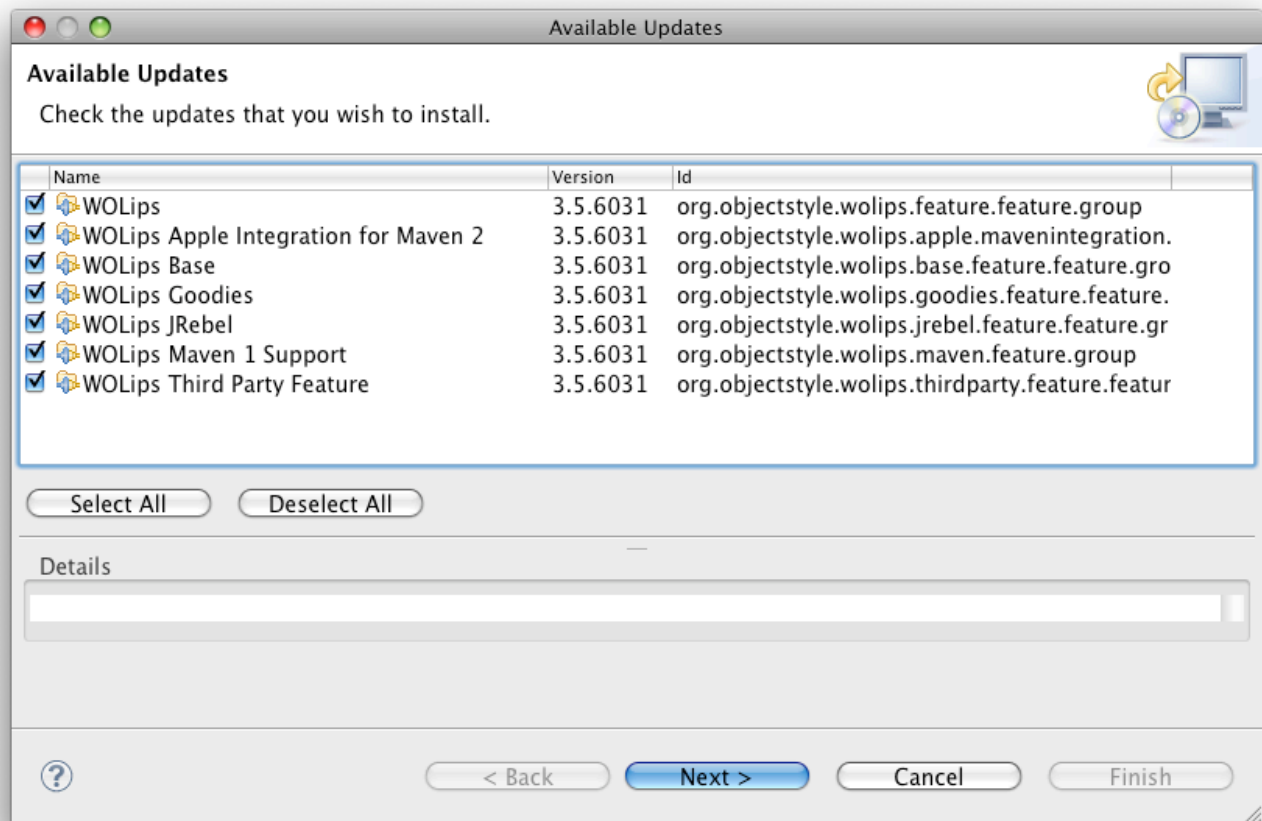 Available Updates
Available Updates
Check the updates that you wish to install.
Name Version Id
WOLips 3.5.6031 org.objectstyle.wolips.feature.feature.group
WOLips Apple Integration for Maven 2 3.5.6031 org.objectstyle.wolips.apple.mavenintegration.
WOLips Base 3.5.6031 org.objectstyle.wolips.base.feature.feature.gro
WOLips Goodies 3.5.6031 org.objectstyle.wolips.goodies.feature.feature.
WOLips JRebel 3.5.6031 org.objectstyle.wolips.jrebel.feature.feature.gr
WOLips Maven 1 Support 3.5.6031 org.objectstyle.wolips.maven.feature.group
WOLips Third Party Feature 3.5.6031 org.objectstyle.wolips.thirdparty.feature.featur
Select All Deselect All
Details
? < Back Next > Cancel Finish